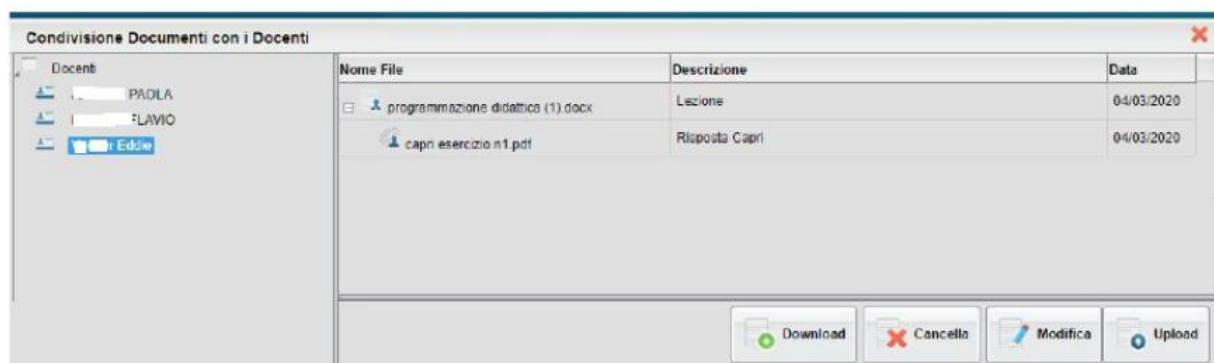 Condivisione Documenti con i Docenti
Docenti
PAOLA
FLAVIO
Eddie
Nome File Descrizione Data
programmazione didattica (1).docx Lezione 04/03/2020
capri esercizio n1.pdf Risposta Capri 04/03/2020
Download Cancella Modifica Upload